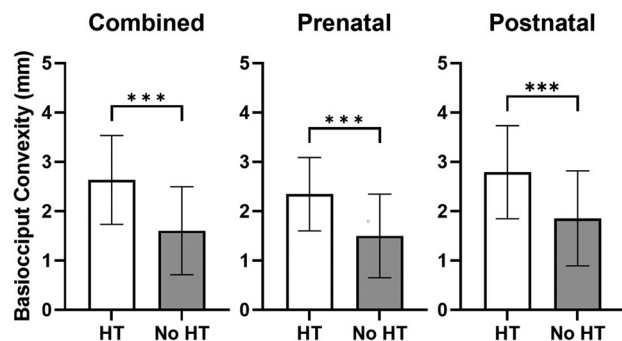 Combined Prenatal Postnatal
Basiocciput Convexity (mm)
5 5 5
*** 
4 4 4
***
***
3 3 3
2 2 2
1 1 1
0 0 0
HT No HT HT No HT HT No HT